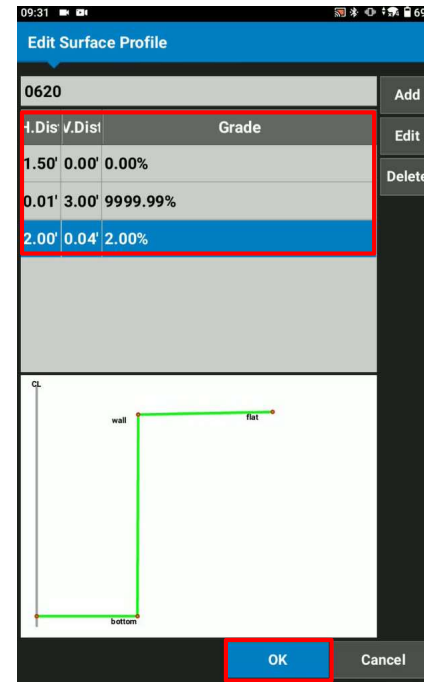 09:31 69
Edit Surface Profile
0620
Add
H.Dis V.Dist Grade
Edit
1.50' 0.00' 0.00%
Delete
0.01' 3.00' 9999.99%
2.00' 0.04' 2.00%
CL
wall flat
bottom
OK Cancel